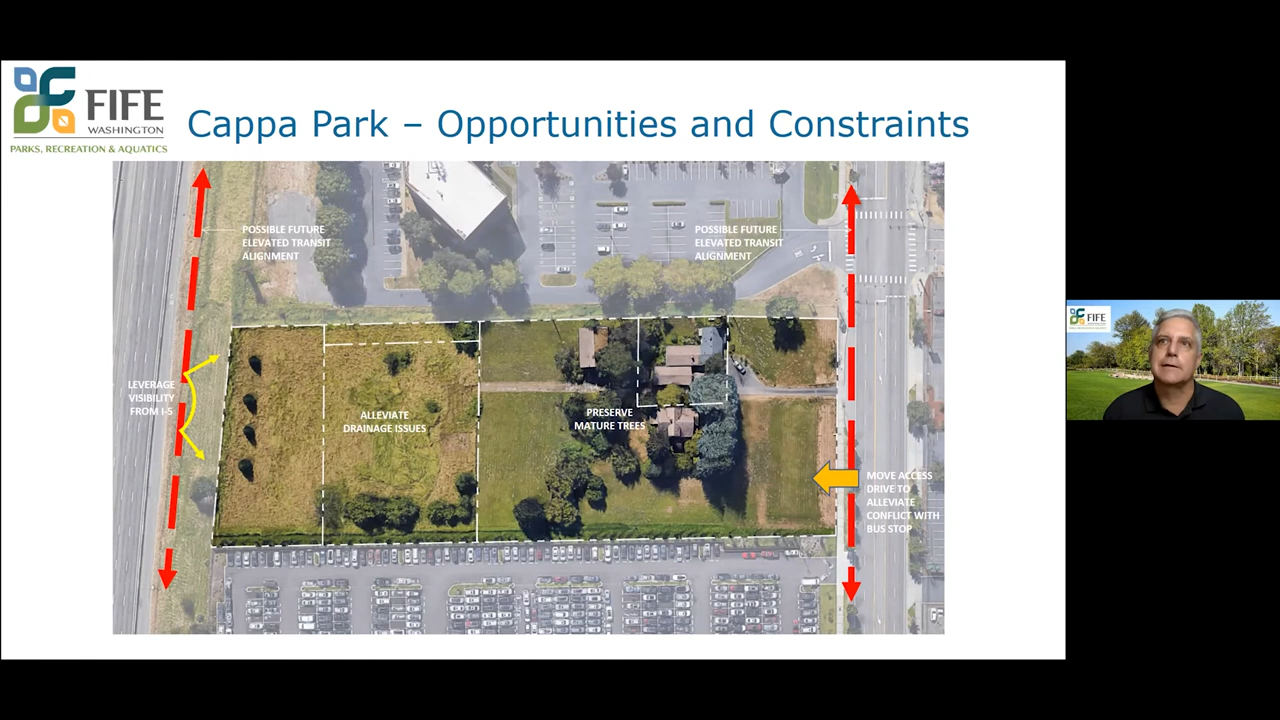 FIFE
WASHINGTON
PARKS, RECREATION & AQUATICS
Cappa Park – Opportunities and Constraints
POSSIBLE FUTURE
ELEVATED TRANSIT
ALIGNMENT
POSSIBLE FUTURE
ELEVATED TRANSIT
ALIGNMENT
LEVERAGE
VISIBILITY
FROM I-5
ALLEVIATE
DRAINAGE ISSUES
PRESERVE
MATURE TREES
MOVE ACCESS
DRIVE TO
ALLEVIATE
CONFLICT WITH
BUS STOP
FIFE